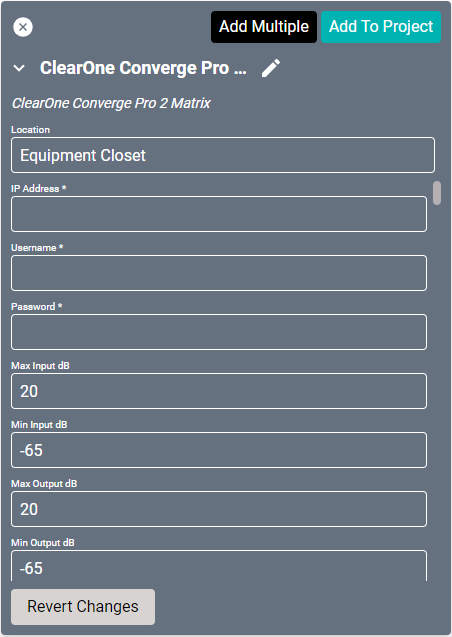 Add Multiple
Add To Project
ClearOne Converge Pro ...
ClearOne Converge Pro 2 Matrix
Location
Equipment Closet
IP Address *
Username *
Password *
Max Input dB
20
Min Input dB
-65
Max Output dB
20
Min Output dB
-65
Revert Changes